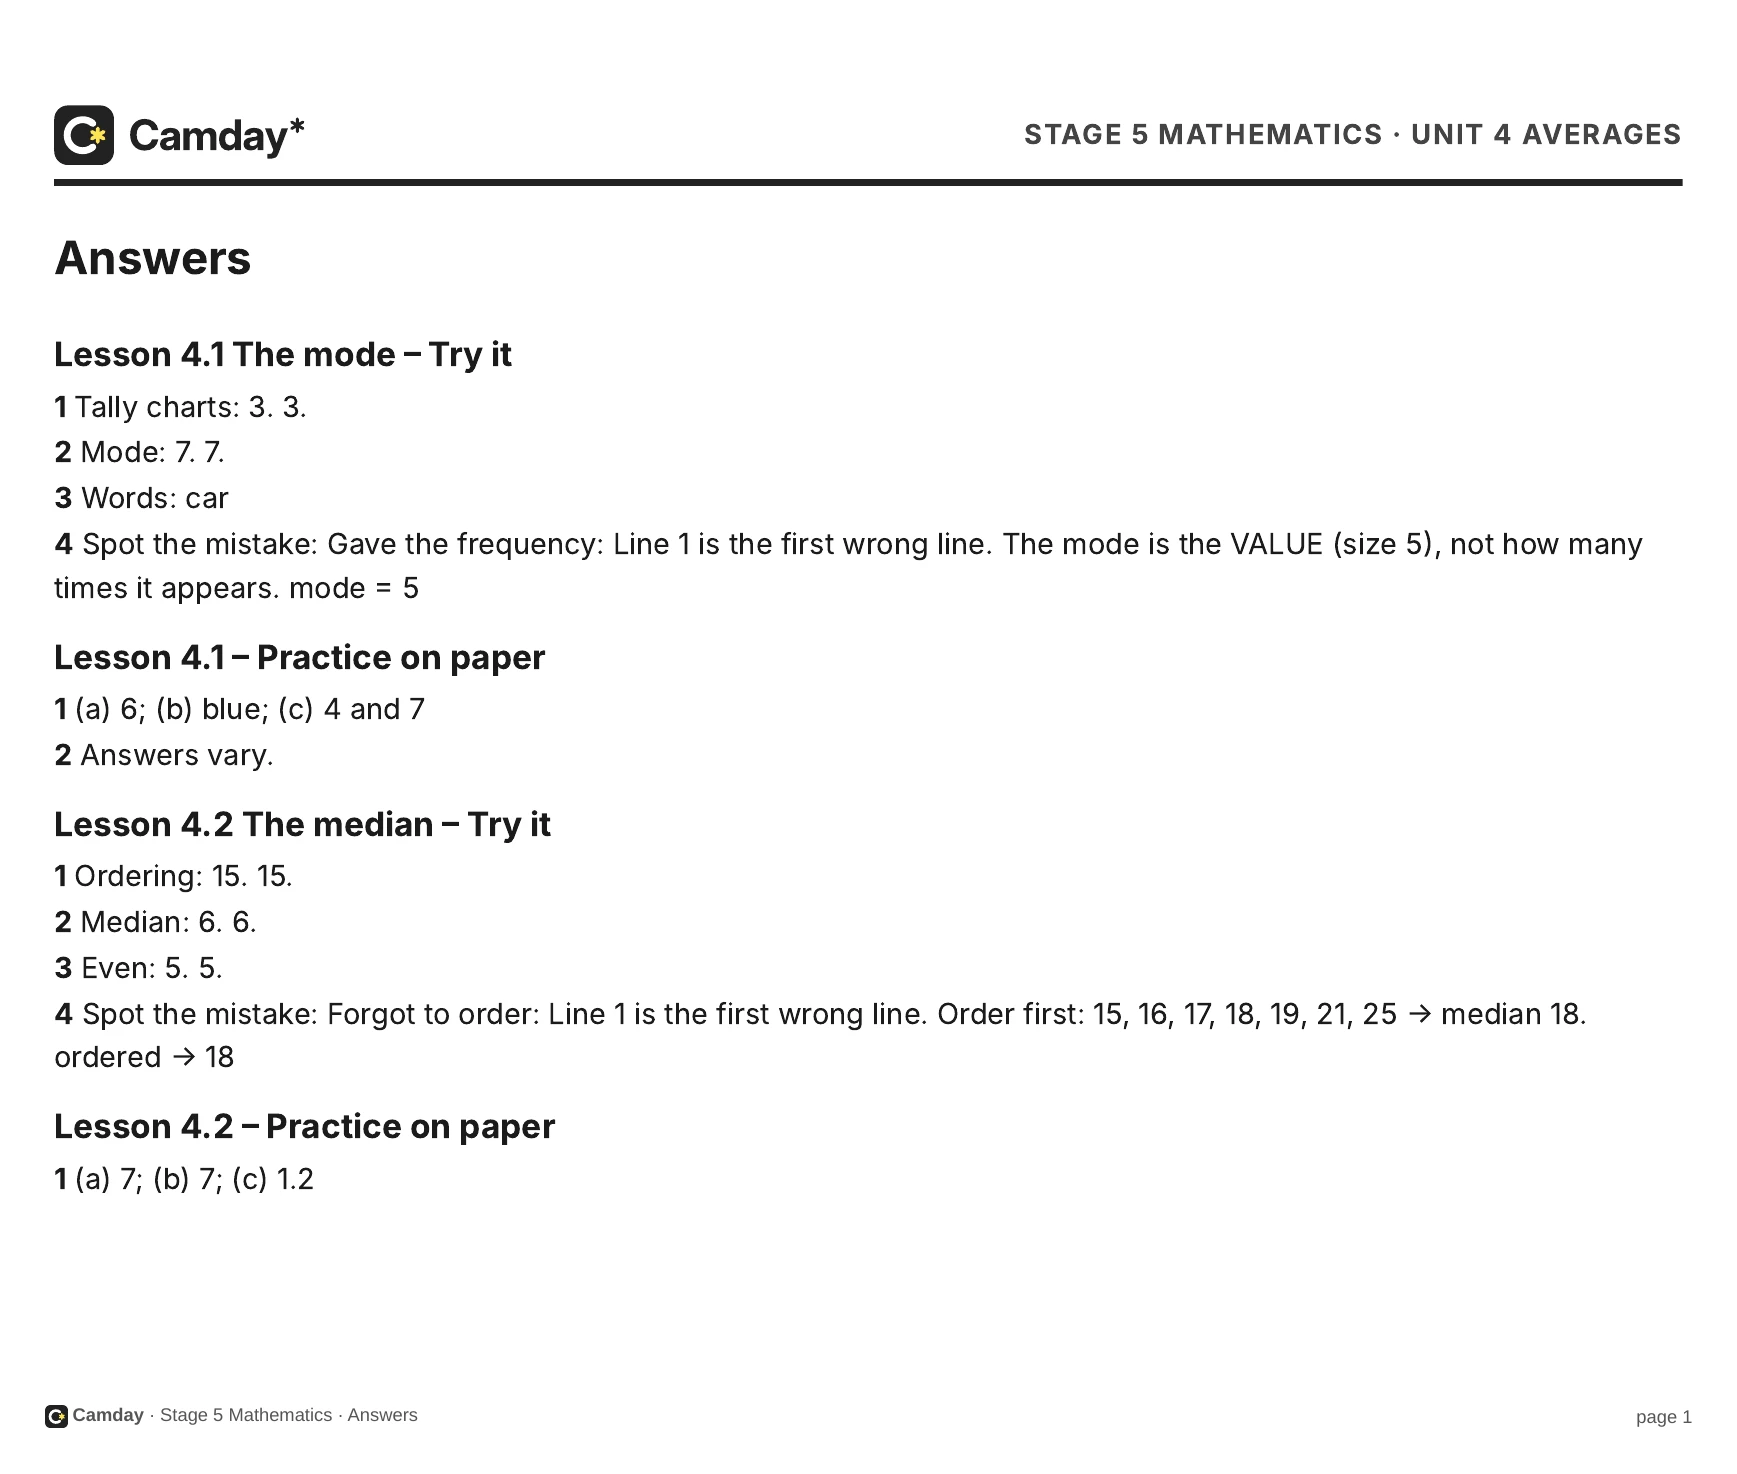 Camday*
STAGE 5 MATHEMATICS · UNIT 4 AVERAGES
Answers
Lesson 4.1 The mode – Try it
1 Tally charts: 3. 3.
2 Mode: 7. 7.
3 Words: car
4 Spot the mistake: Gave the frequency: Line 1 is the first wrong line. The mode is the VALUE (size 5), not how many
times it appears. mode = 5
Lesson 4.1 – Practice on paper
1 (a) 6; (b) blue; (c) 4 and 7
2 Answers vary.
Lesson 4.2 The median – Try it
1 Ordering: 15. 15.
2 Median: 6. 6.
3 Even: 5. 5.
4 Spot the mistake: Forgot to order: Line 1 is the first wrong line. Order first: 15, 16, 17, 18, 19, 21, 25 → median 18.
ordered → 18
Lesson 4.2 – Practice on paper
1 (a) 7; (b) 7; (c) 1.2
Camday · Stage 5 Mathematics · Answers
page 1